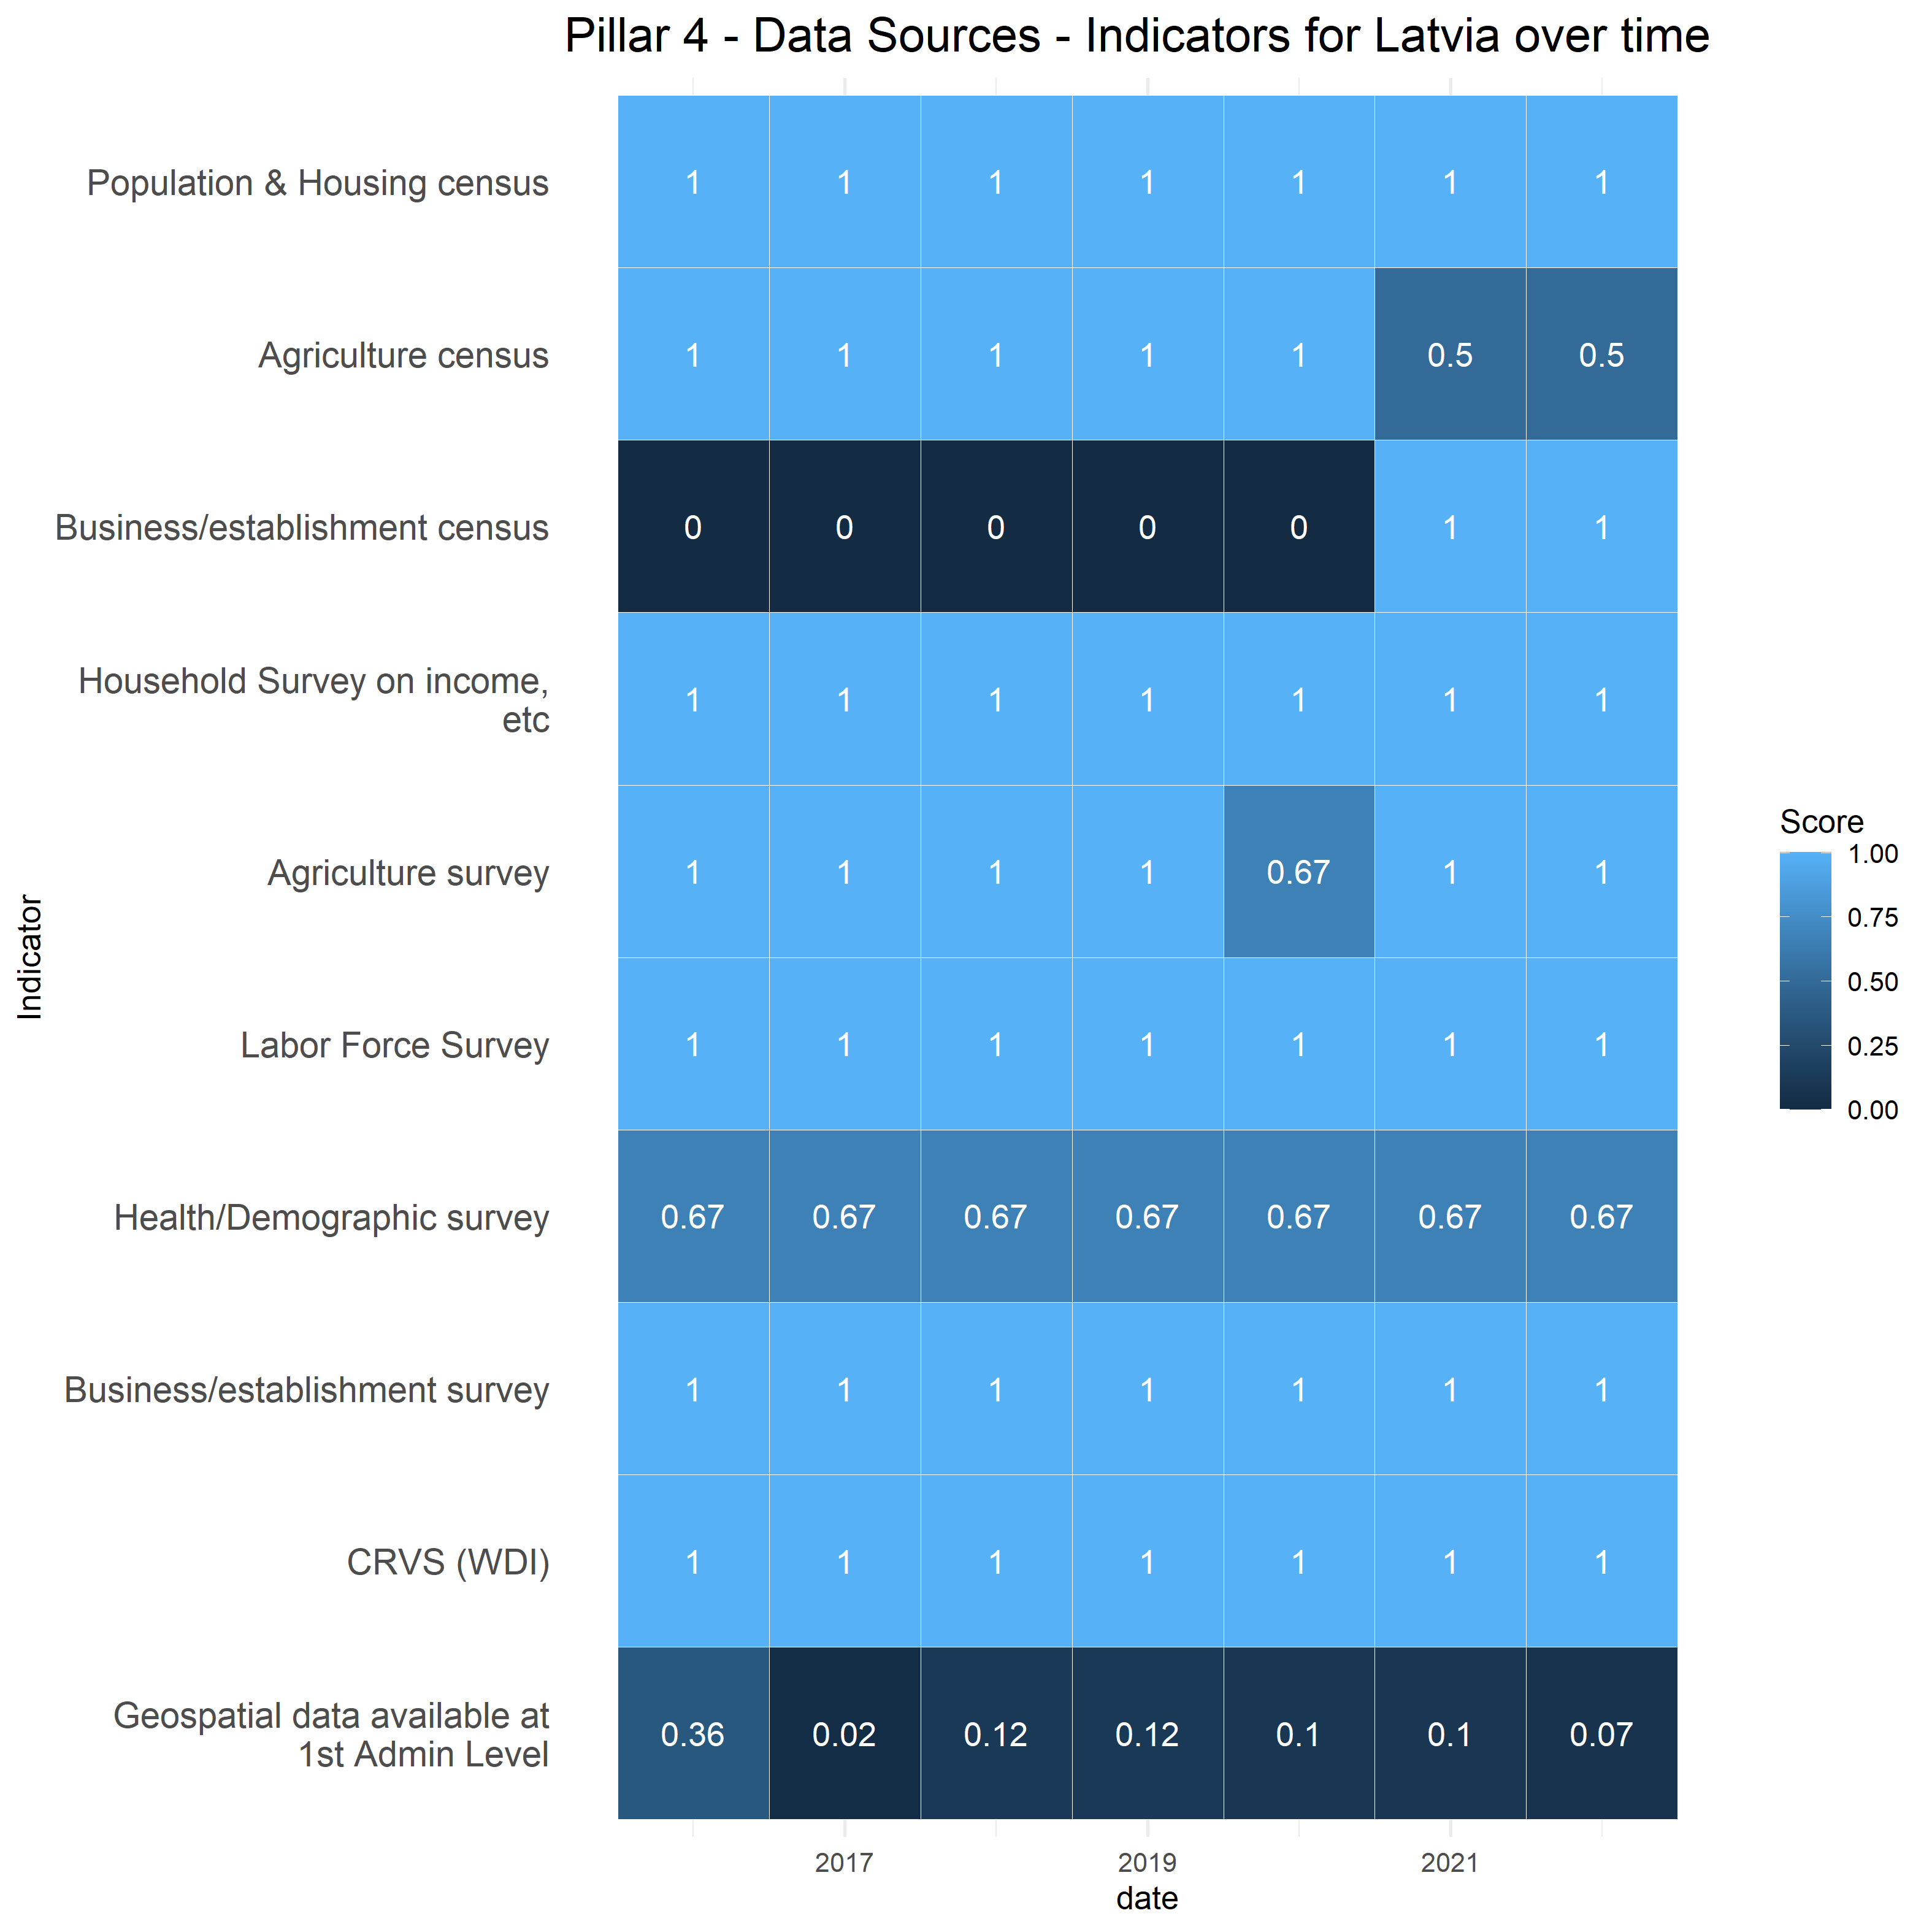 Pillar 4 - Data Sources - Indicators for Latvia over time
Population & Housing census
1 1 1 1 1 1 1
Agriculture census
1 1 1 1 1 0.5 0.5
Business/establishment census
0 0 0 0 0 1 1
Household Survey on income,
etc
1 1 1 1 1 1 1
Agriculture survey
1 1 1 1 0.67 1 1
Labor Force Survey
1 1 1 1 1 1 1
Health/Demographic survey
0.67 0.67 0.67 0.67 0.67 0.67 0.67
Business/establishment survey
1 1 1 1 1 1 1
CRVS (WDI)
1 1 1 1 1 1 1
Geospatial data available at
1st Admin Level
0.36 0.02 0.12 0.12 0.1 0.1 0.07
2017 2019 2021
date
Indicator
Score
1.00
0.75
0.50
0.25
0.00